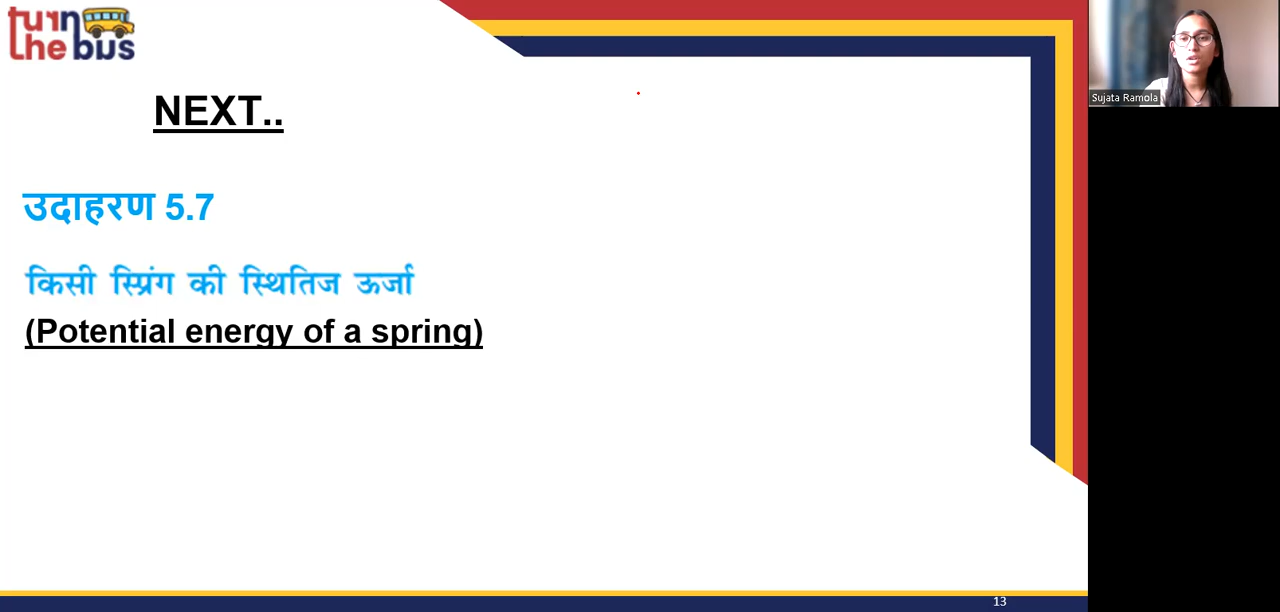 turn
the bus
NEXT..
उदाहरण 5.7
किसी स्प्रिंग की स्थितिज ऊर्जा
(Potential energy of a spring)
Sujata Ramola
13